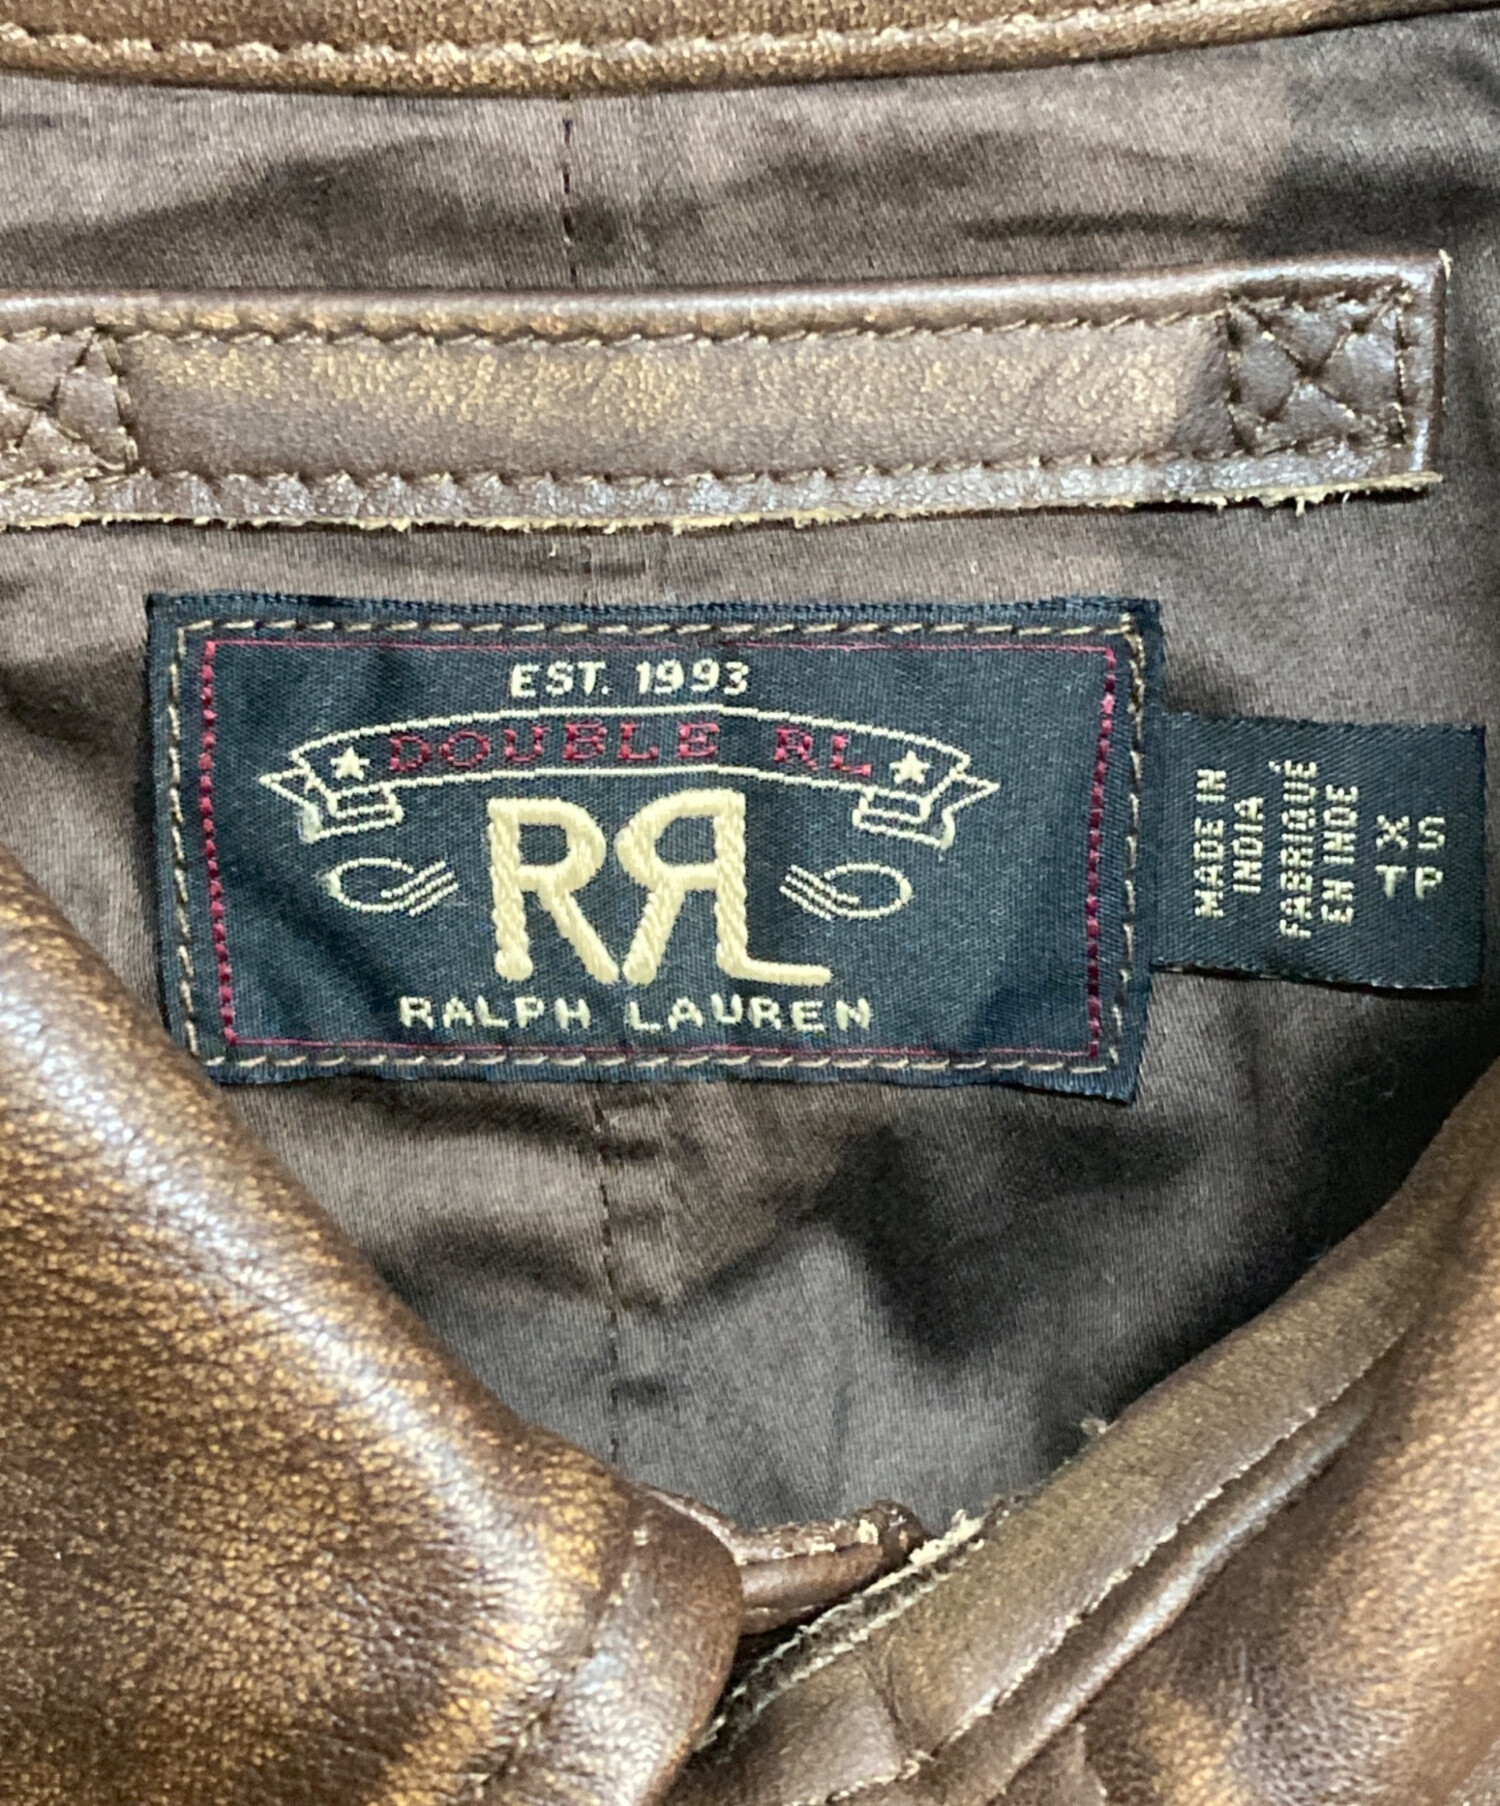 EST. 1993
DOUBLE RL
RRL
RALPH LAUREN
MADE IN
INDIA
FABRIQUÉ
EN INDE
XS
TP